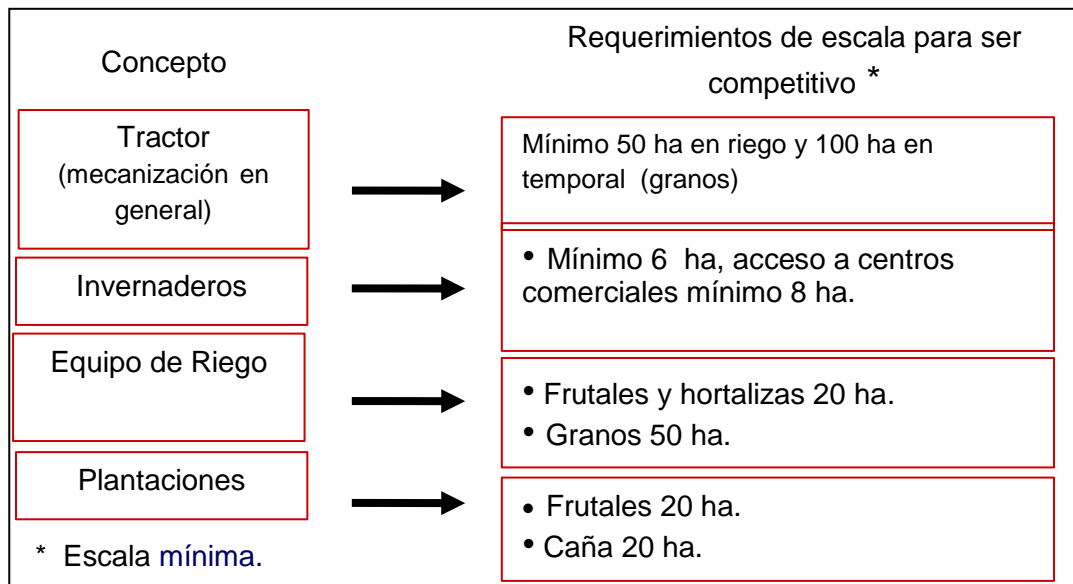 Concepto
Requerimientos de escala para ser
competitivo *
Tractor
(mecanización en
general)
Mínimo 50 ha en riego y 100 ha en
temporal (granos)
Invernaderos
• Mínimo 6 ha, acceso a centros
comerciales mínimo 8 ha.
Equipo de Riego
• Frutales y hortalizas 20 ha.
• Granos 50 ha.
Plantaciones
• Frutales 20 ha.
• Caña 20 ha.
* Escala mínima.